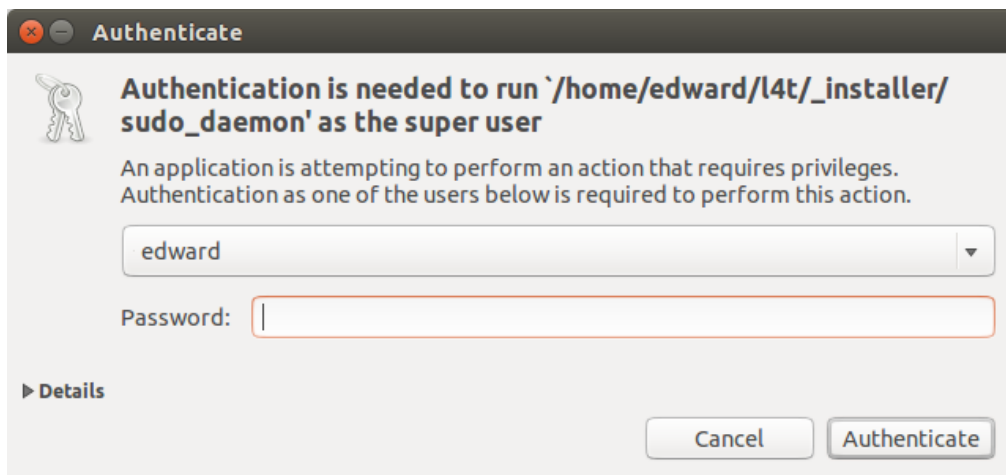 Authenticate
Authentication is needed to run `/home/edward/l4t/_installer/
sudo_daemon' as the super user
An application is attempting to perform an action that requires privileges.
Authentication as one of the users below is required to perform this action.
edward
Password:
Details
Cancel
Authenticate